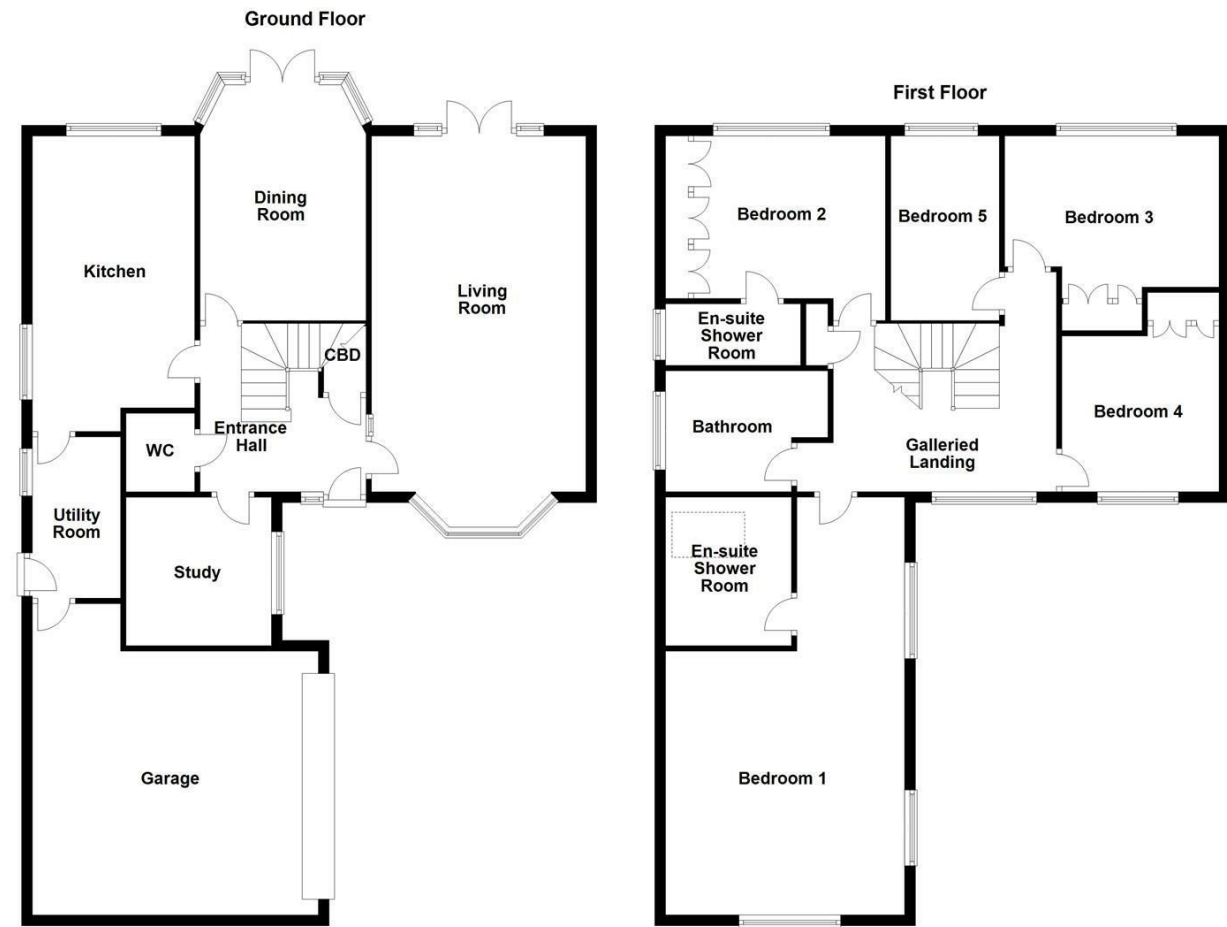 Ground Floor
Dining
Room
Kitchen
Living
Room
CBD
Entrance
Hall
WC
Utility
Room
Study
Garage
First Floor
Bedroom 2
Bedroom 5
Bedroom 3
En-suite
Shower
Room
Bathroom
Galleried
Landing
Bedroom 4
En-suite
Shower
Room
Bedroom 1